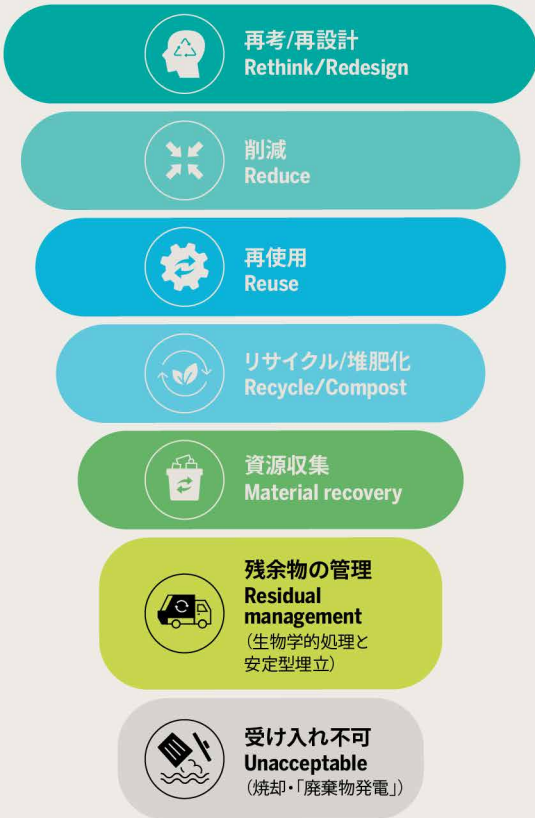 再考/再設計
Rethink/Redesign
削減
Reduce
再使用
Reuse
リサイクル/堆肥化
Recycle/Compost
資源収集
Material recovery
残余物の管理
Residual
management
（生物学的処理と
安定型埋立）
受け入れ不可
Unacceptable
（焼却・「廃棄物発電」）